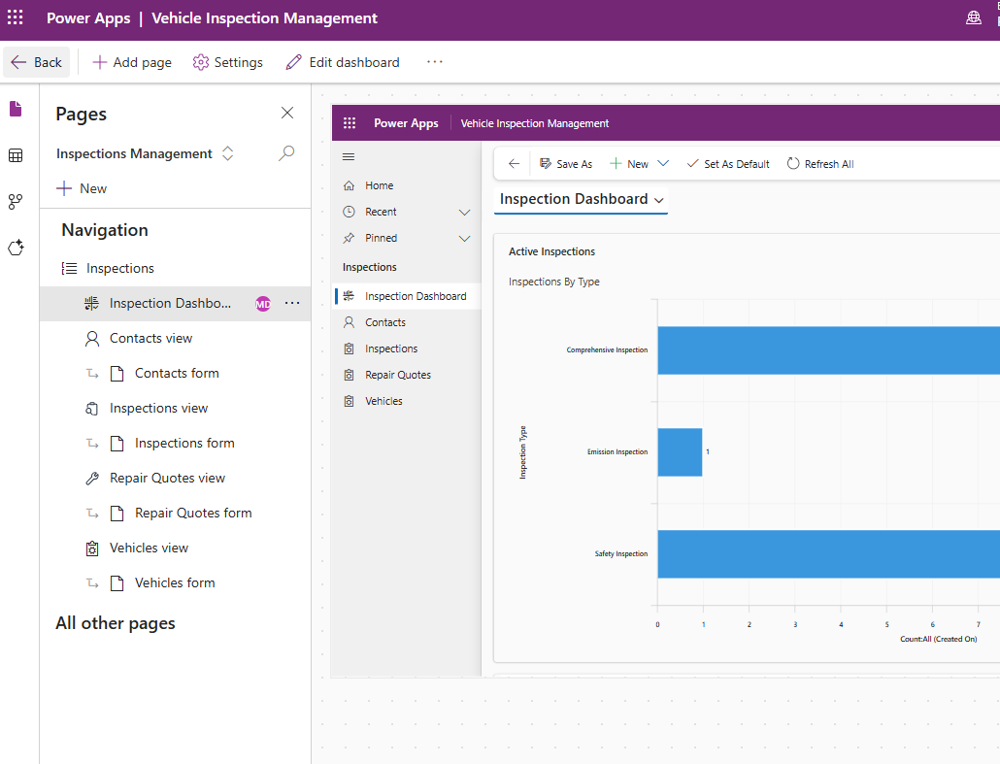 Power Apps | Vehicle Inspection Management
Back
Add page
Settings
Edit dashboard
Pages
Inspections Management
New
Navigation
Inspections
Inspection Dashbo...
MD
Contacts view
Contacts form
Inspections view
Inspections form
Repair Quotes view
Repair Quotes form
Vehicles view
Vehicles form
All other pages
Power Apps
Vehicle Inspection Management
Home
Recent
Pinned
Inspections
Inspection Dashboard
Contacts
Inspections
Repair Quotes
Vehicles
Save As
New
Set As Default
Refresh All
Inspection Dashboard
Active Inspections
Inspections By Type
Inspection Type
Comprehensive Inspection
Emission Inspection
1
Safety Inspection
0 1 2 3 4 5 6 7
Count:All (Created On)